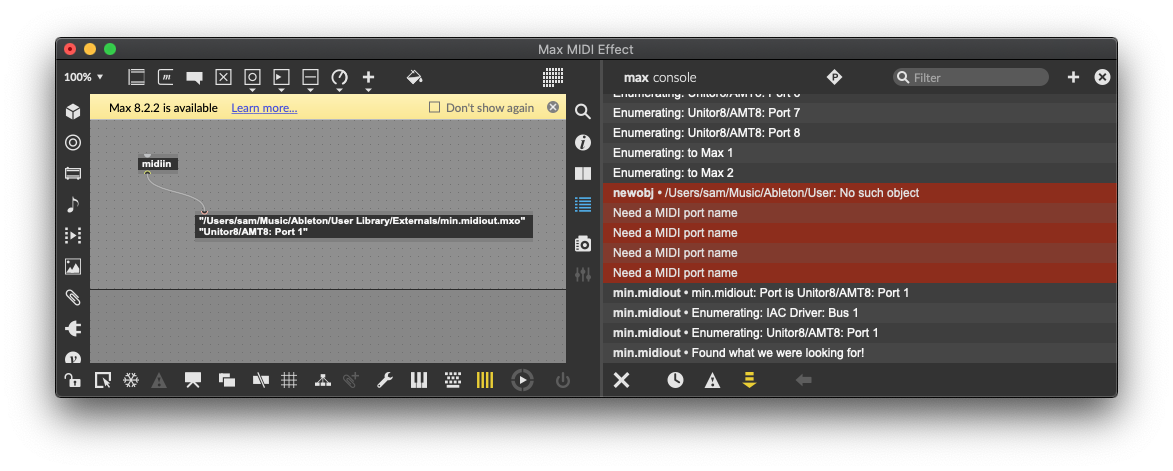 Max MIDI Effect
100%
max console
Filter
Max 8.2.2 is available Learn more... Don't show again
midiin
"/Users/sam/Music/Ableton/User Library/Externals/min.midiout.mxo"
"Unitor8/AMT8: Port 1"
Enumerating: Unitor8/AMT8: Port 6
Enumerating: Unitor8/AMT8: Port 7
Enumerating: Unitor8/AMT8: Port 8
Enumerating: to Max 1
Enumerating: to Max 2
newobj • /Users/sam/Music/Ableton/User: No such object
Need a MIDI port name
Need a MIDI port name
Need a MIDI port name
Need a MIDI port name
min.midiout • min.midiout: Port is Unitor8/AMT8: Port 1
min.midiout • Enumerating: IAC Driver: Bus 1
min.midiout • Enumerating: Unitor8/AMT8: Port 1
min.midiout • Found what we were looking for!